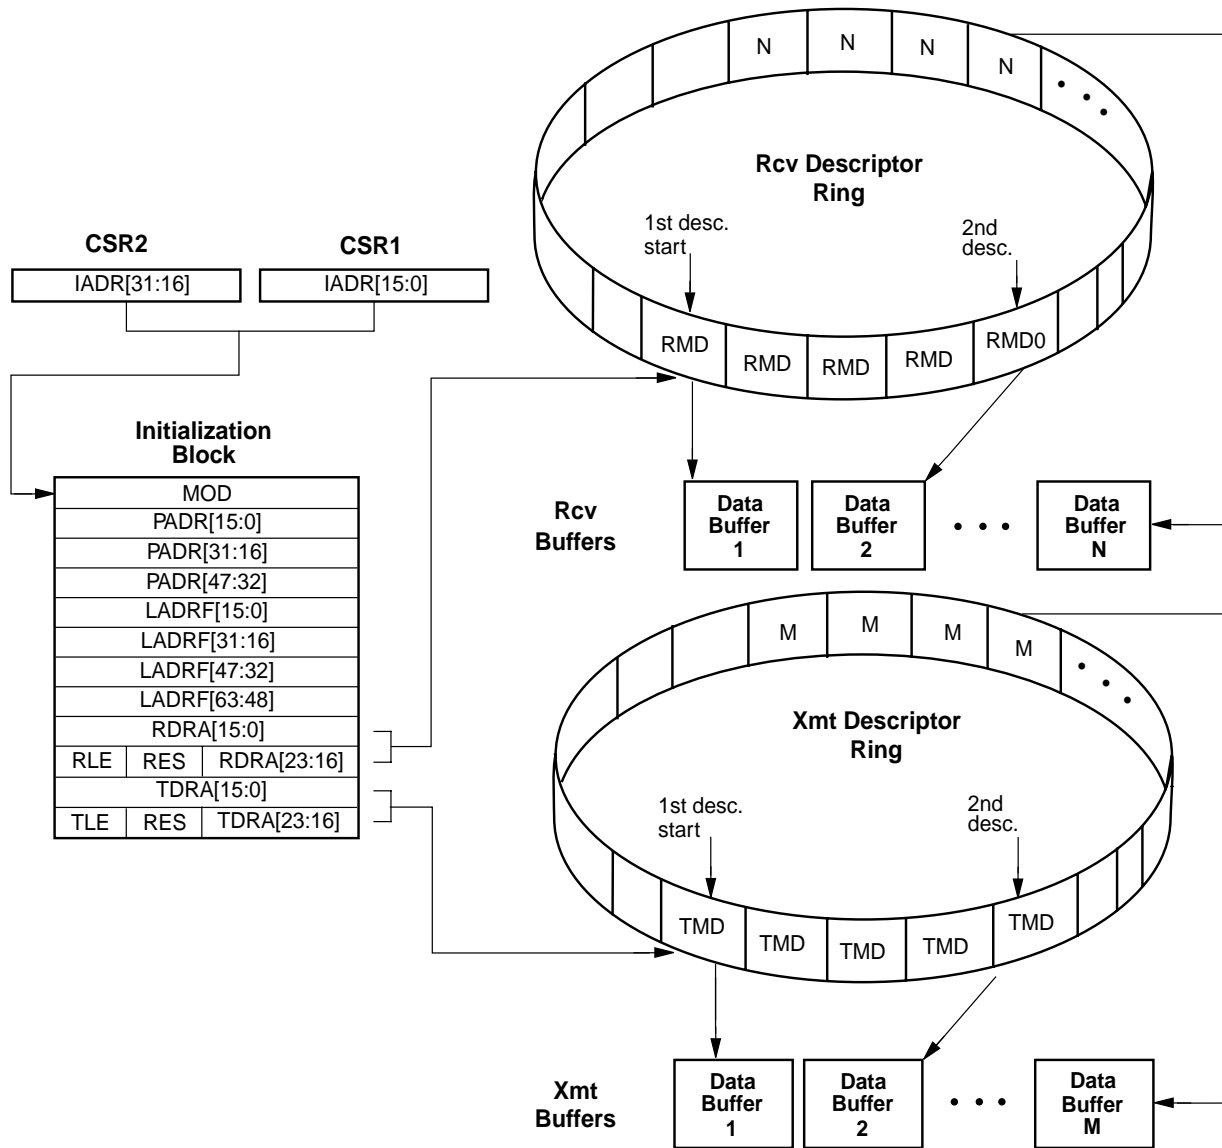 N N N N
Rcv Descriptor
Ring
1st desc.
start
2nd
desc.
RMD RMD RMD RMD RMD0
CSR2
CSR1
IADR[31:16]
IADR[15:0]
Initialization
Block
MOD
PADR[15:0]
PADR[31:16]
PADR[47:32]
LADRF[15:0]
LADRF[31:16]
LADRF[47:32]
LADRF[63:48]
RDRA[15:0]
RLE RES RDRA[23:16]
TDRA[15:0]
TLE RES TDRA[23:16]
Rcv
Buffers
Data
Buffer
1
Data
Buffer
2
• • •
Data
Buffer
N
M M M M
Xmt Descriptor
Ring
1st desc.
start
2nd
desc.
TMD TMD TMD TMD TMD
Xmt
Buffers
Data
Buffer
1
Data
Buffer
2
• • •
Data
Buffer
M